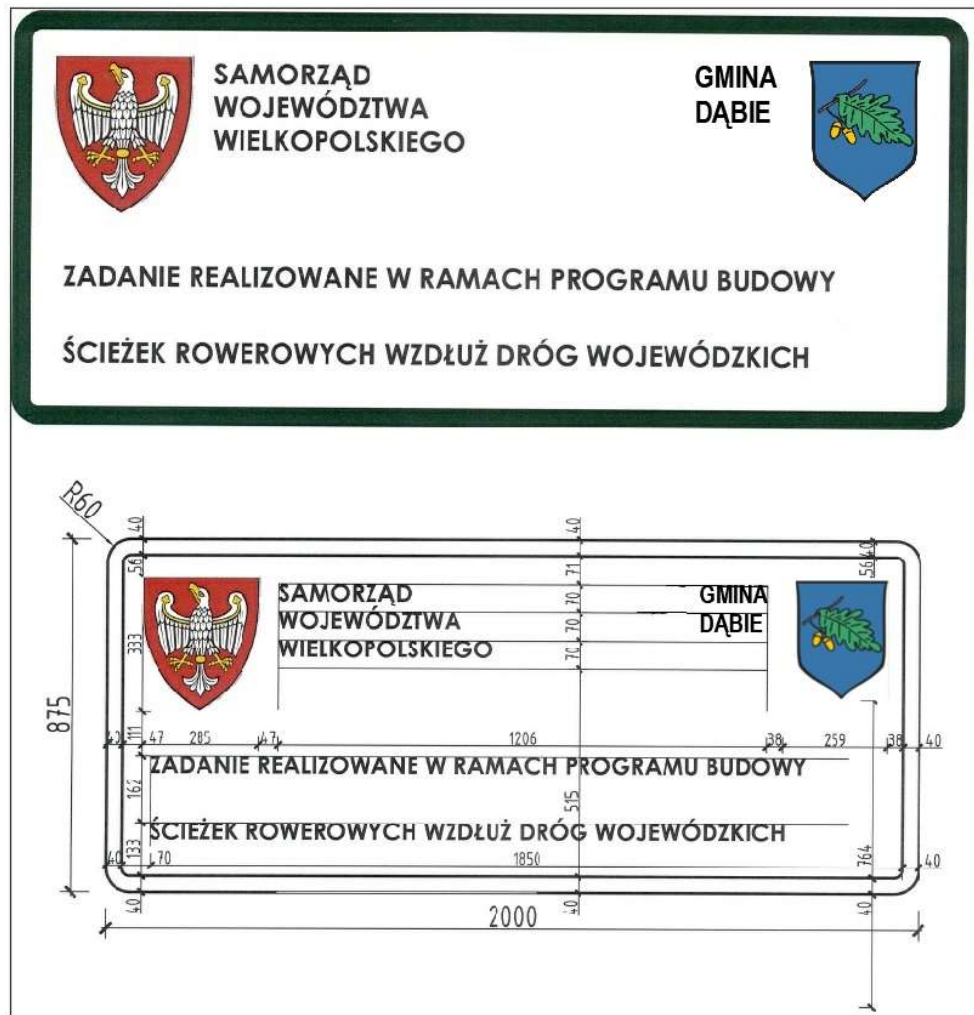 SAMORZĄD
WOJEWÓDZTWA
WIELKOPOLSKIEGO
GMINA
DĄBIE
ZADANIE REALIZOWANE W RAMACH PROGRAMU BUDOWY
ŚCIEŻEK ROWEROWYCH WZDŁUŻ DRÓG WOJEWÓDZKICH
R60
40
40
40
56
71
56
SAMORZĄD
WOJEWÓDZTWA
WIELKOPOLSKIEGO
70
70
70
GMINA
DĄBIE
333
875
40
111
47
285
47
1206
38
259
38
40
ZADANIE REALIZOWANE W RAMACH PROGRAMU BUDOWY
162
515
ŚCIEŻEK ROWEROWYCH WZDŁUŻ DRÓG WOJEWÓDZKICH
40
133
70
1850
764
40
40
40
40
2000